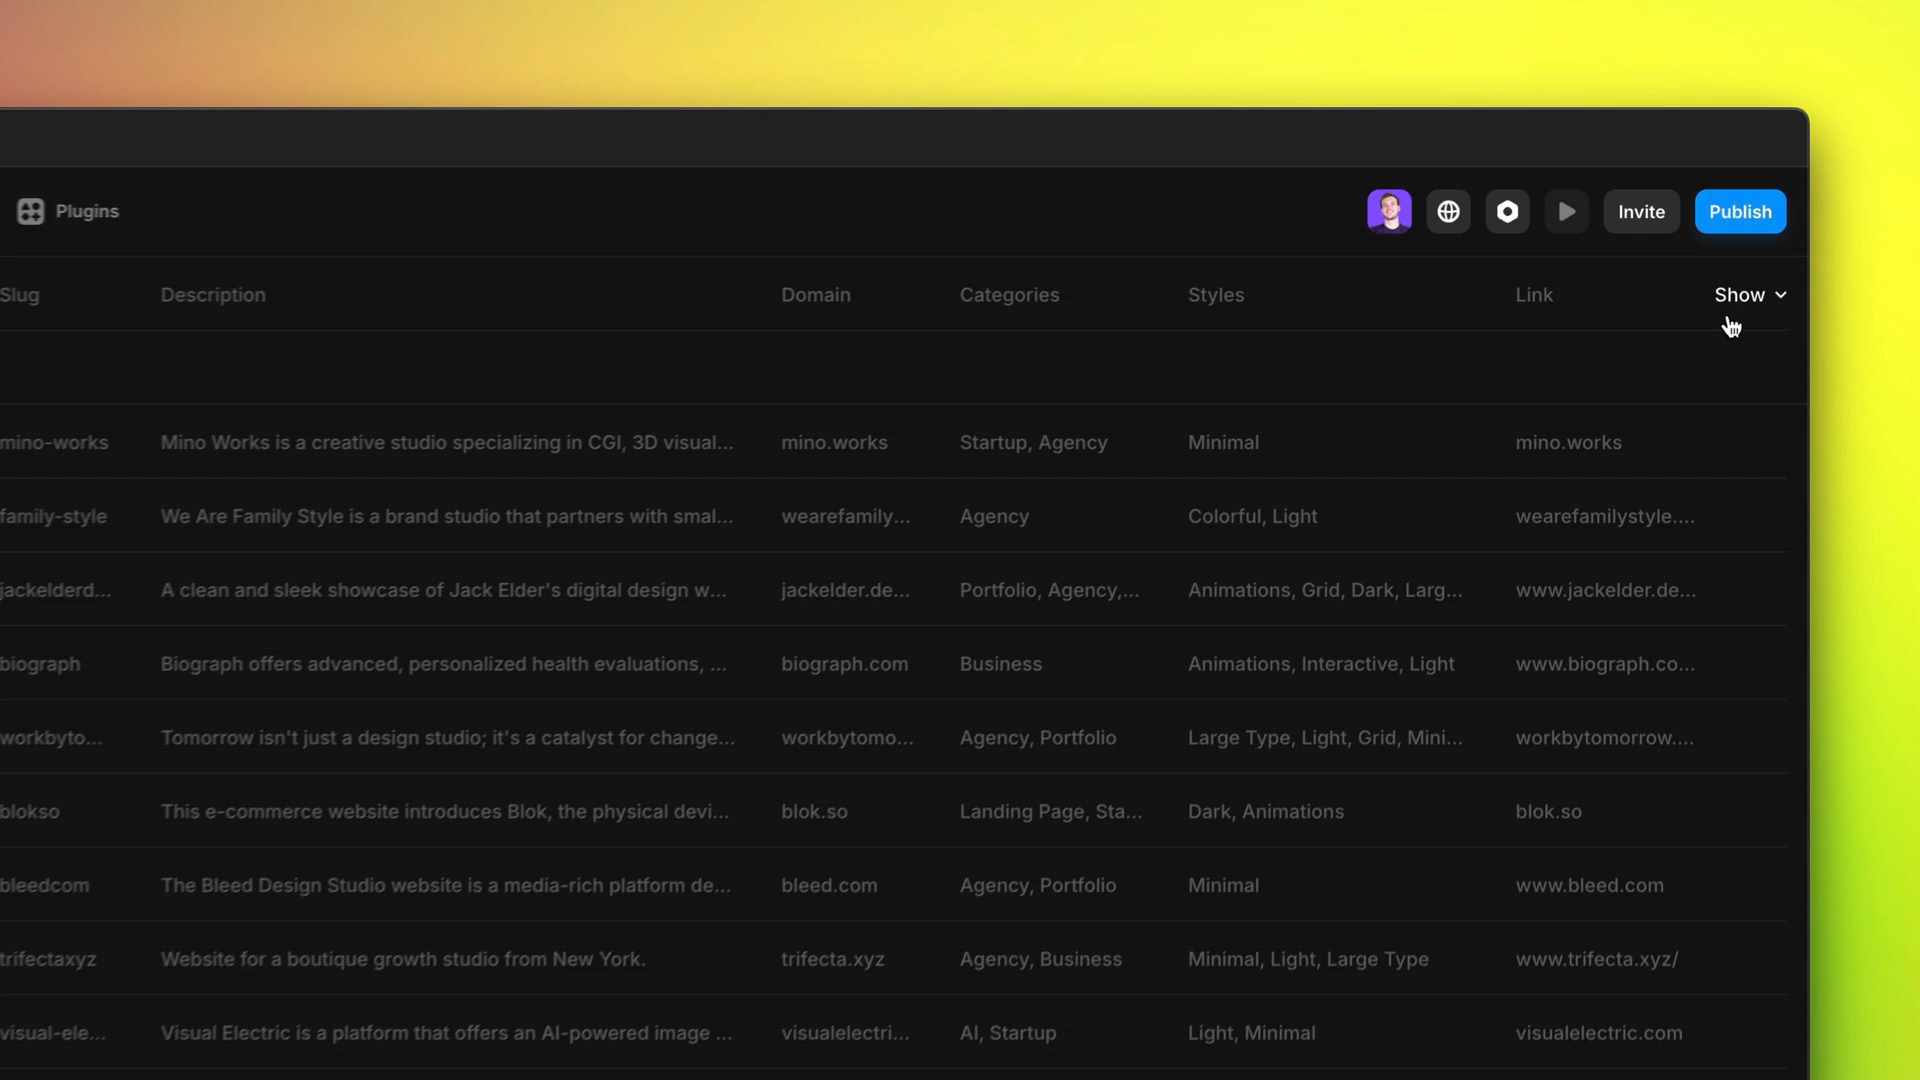 Plugins
Invite
Publish
Slug Description Domain Categories Styles Link Show
mino-works Mino Works is a creative studio specializing in CGI, 3D visual... mino.works Startup, Agency Minimal mino.works
family-style We Are Family Style is a brand studio that partners with smal... wearefamily... Agency Colorful, Light wearefamilystyle....
jackelderd... A clean and sleek showcase of Jack Elder's digital design w... jackelder.de... Portfolio, Agency,... Animations, Grid, Dark, Larg... www.jackelder.de...
biograph Biograph offers advanced, personalized health evaluations, ... biograph.com Business Animations, Interactive, Light www.biograph.co...
workbyto... Tomorrow isn't just a design studio; it's a catalyst for change... workbytomo... Agency, Portfolio Large Type, Light, Grid, Mini... workbytomorrow....
blokso This e-commerce website introduces Blok, the physical devi... blok.so Landing Page, Sta... Dark, Animations blok.so
bleedcom The Bleed Design Studio website is a media-rich platform de... bleed.com Agency, Portfolio Minimal www.bleed.com
trifectaxyz Website for a boutique growth studio from New York. trifecta.xyz Agency, Business Minimal, Light, Large Type www.trifecta.xyz/
visual-ele... Visual Electric is a platform that offers an AI-powered image ... visualelectri... AI, Startup Light, Minimal visualelectric.com